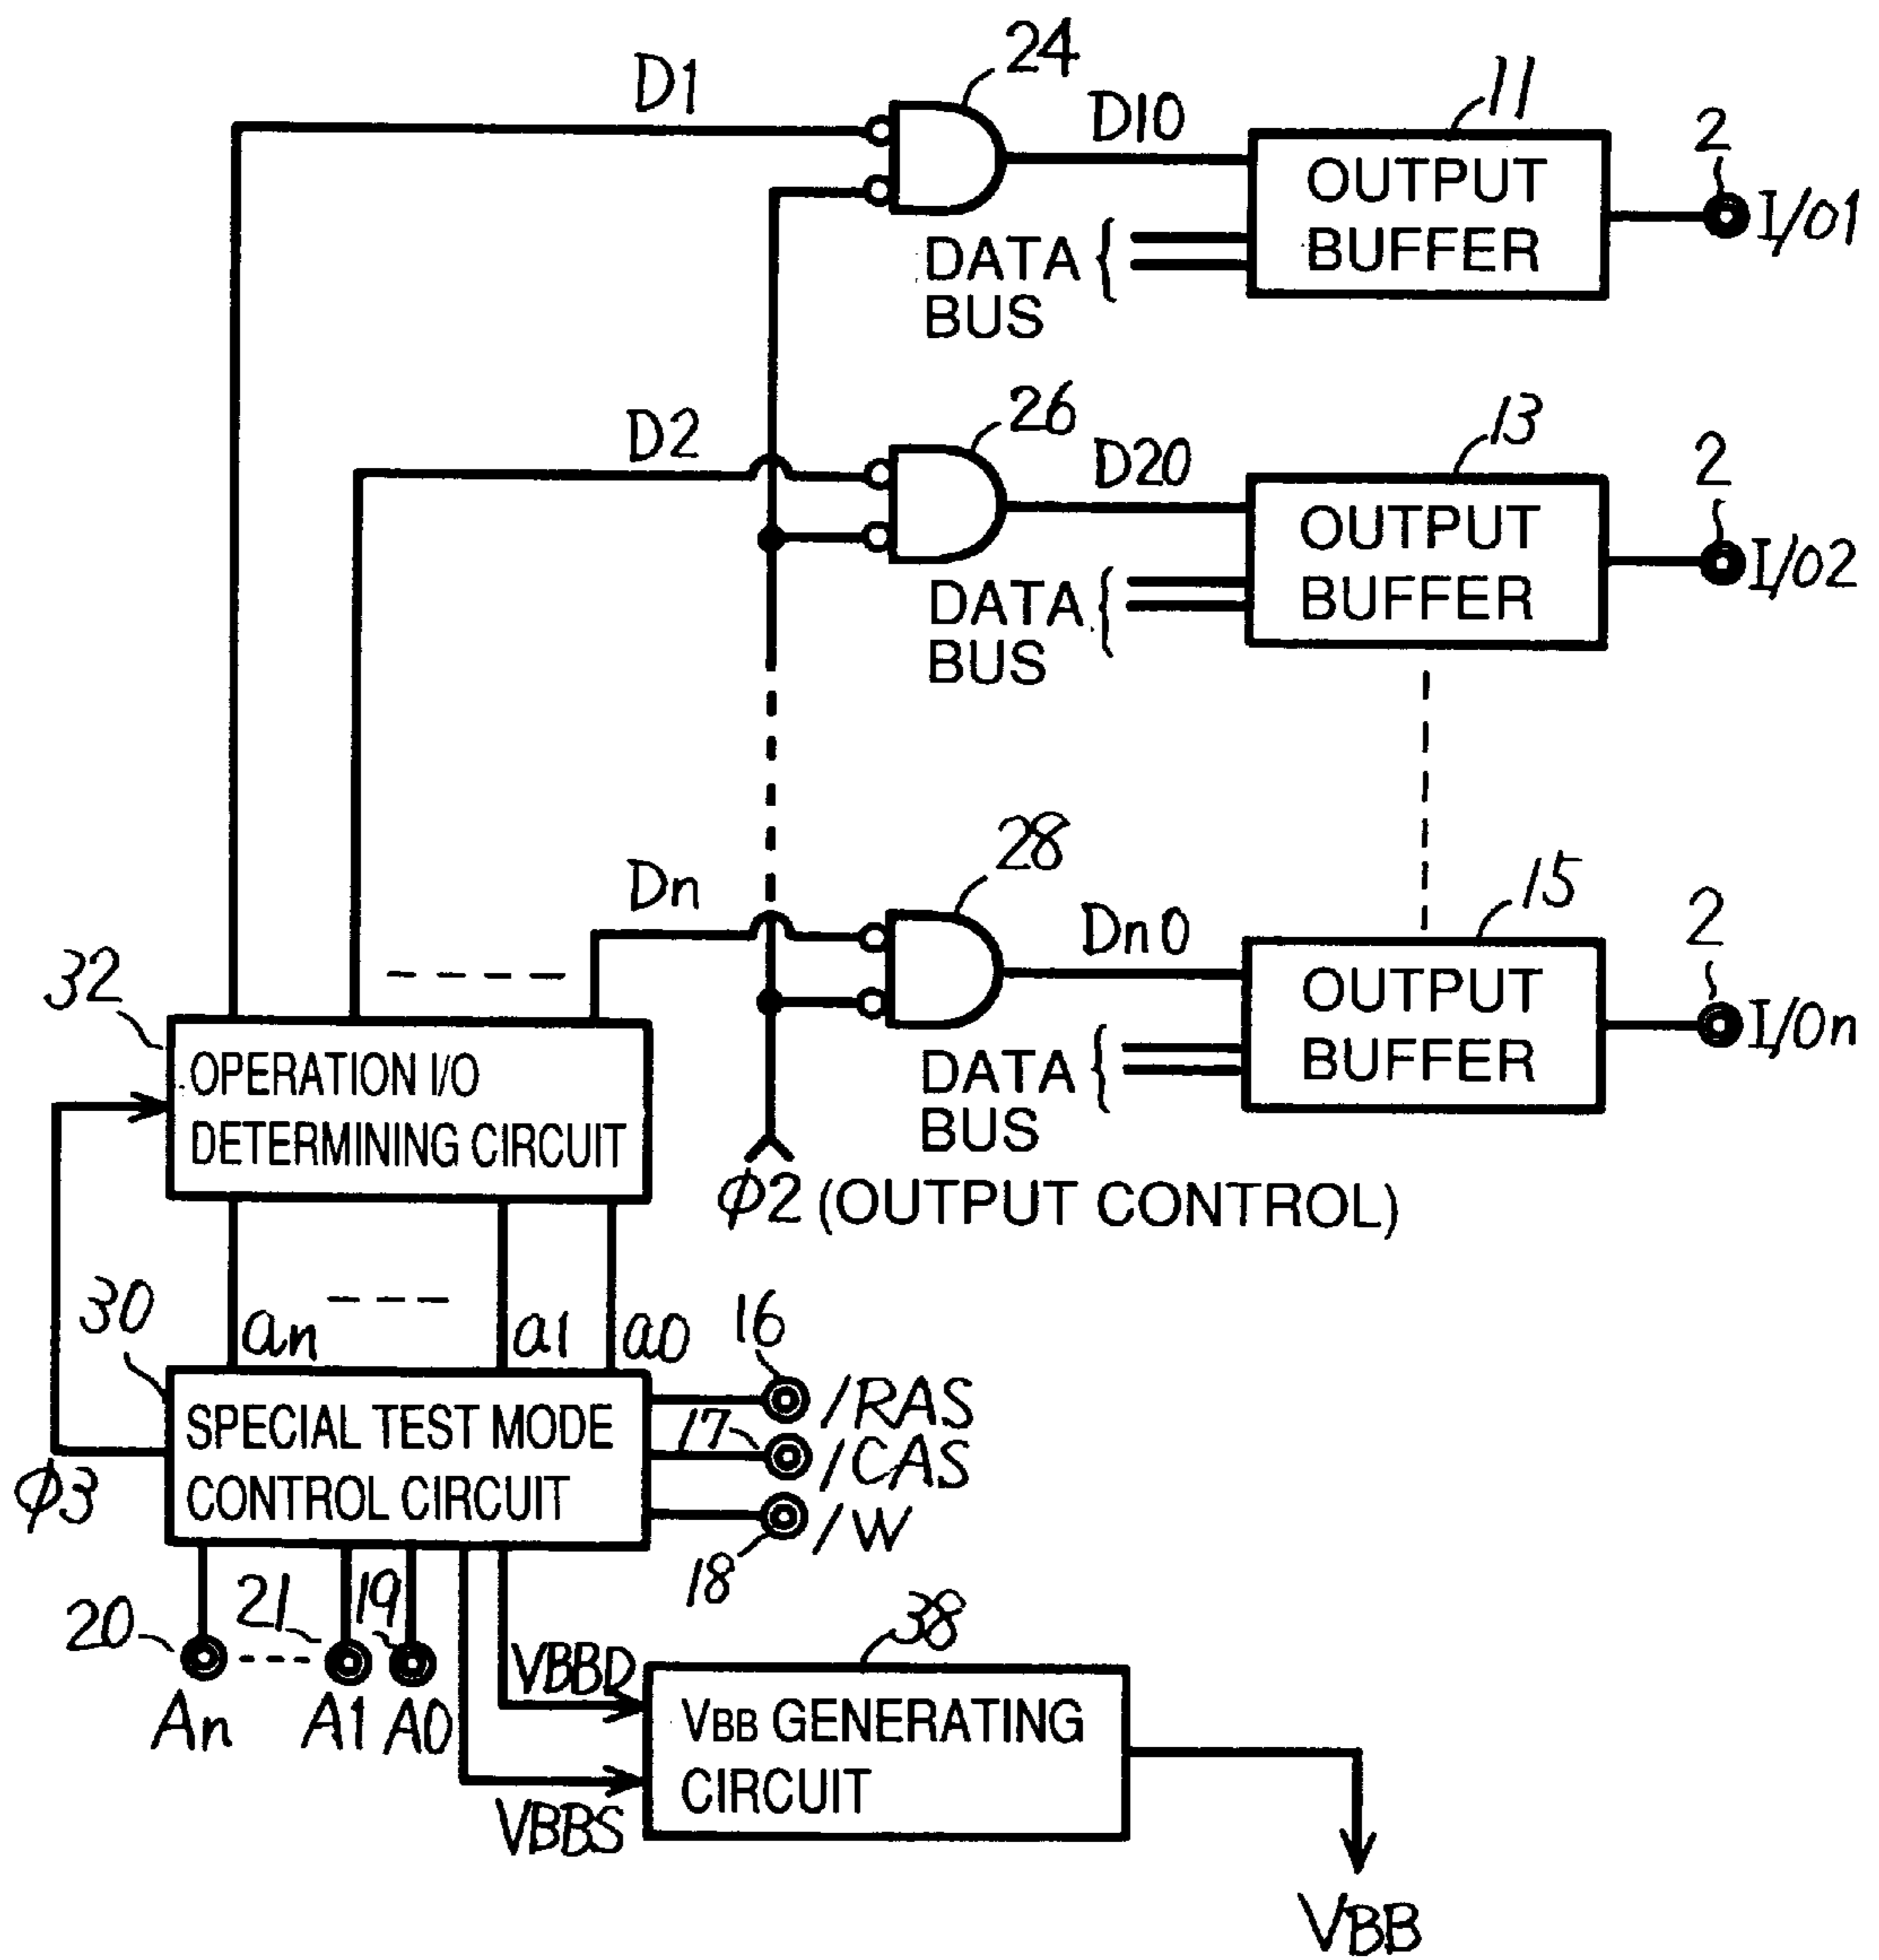 24
D1
D10
11
OUTPUT
BUFFER
2
I/O1
DATA
BUS
26
D2
D20
13
OUTPUT
BUFFER
2
I/O2
DATA
BUS
28
Dn
Dn0
15
OUTPUT
BUFFER
2
I/On
DATA
BUS
32
OPERATION I/O
DETERMINING CIRCUIT
φ2 (OUTPUT CONTROL)
30
an
a1
a0
16
/RAS
SPECIAL TEST MODE
CONTROL CIRCUIT
17
/CAS
φ3
18
/W
20
21
19
An
A1
A0
38
VBBD
VBB GENERATING
CIRCUIT
VBBS
VBB